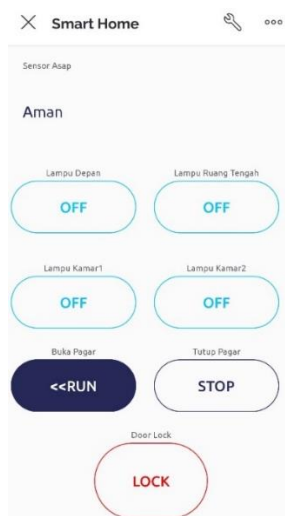 Smart Home
Sensor Asap
Aman
Lampu Depan
Lampu Ruang Tengah
OFF
OFF
Lampu Kamar1
Lampu Kamar2
OFF
OFF
Buka Pagar
Tutup Pagar
<<RUN
STOP
Door Lock
LOCK